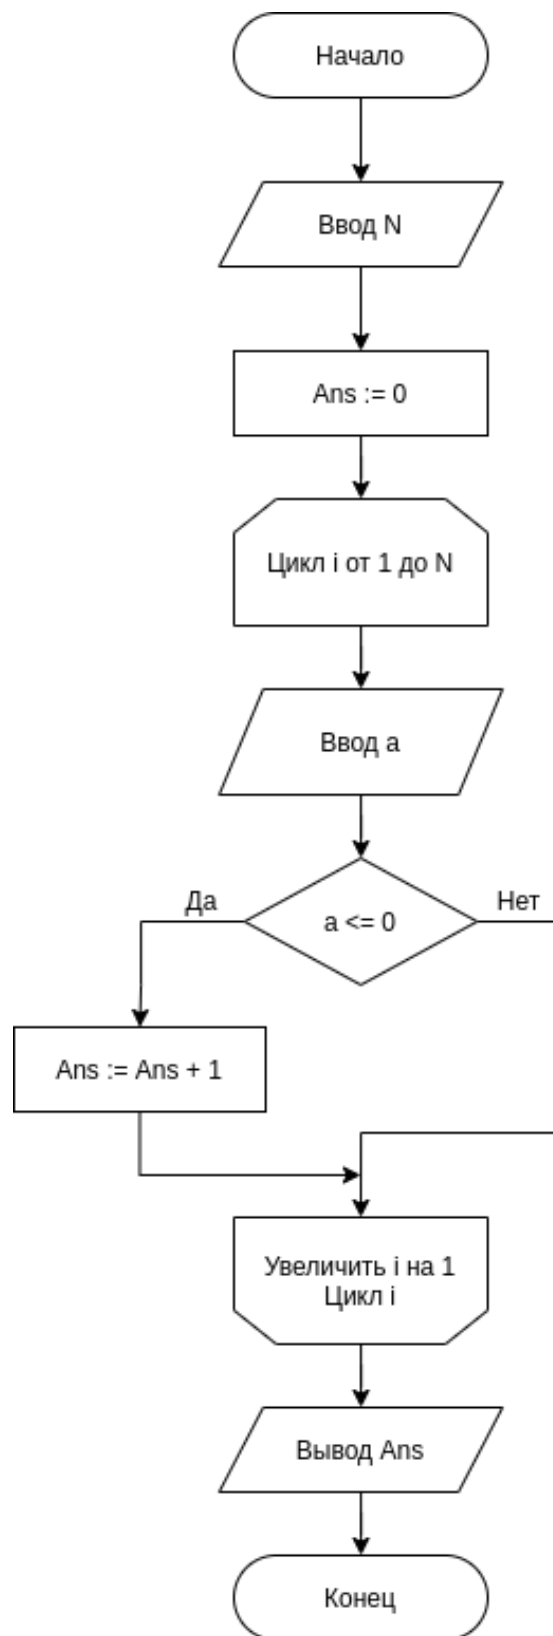 Начало
Ввод N
Ans := 0
Цикл i от 1 до N
Ввод a
Да
Нет
a <= 0
Ans := Ans + 1
Увеличить i на 1
Цикл i
Вывод Ans
Конец